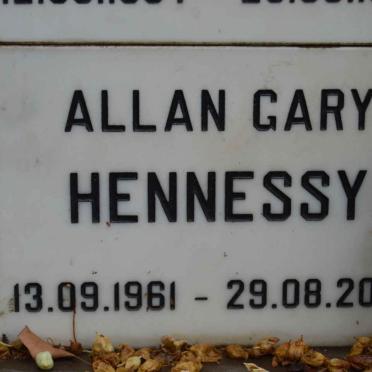 ALLAN GARY
HENNESSY
13.09.1961 - 29.08.20